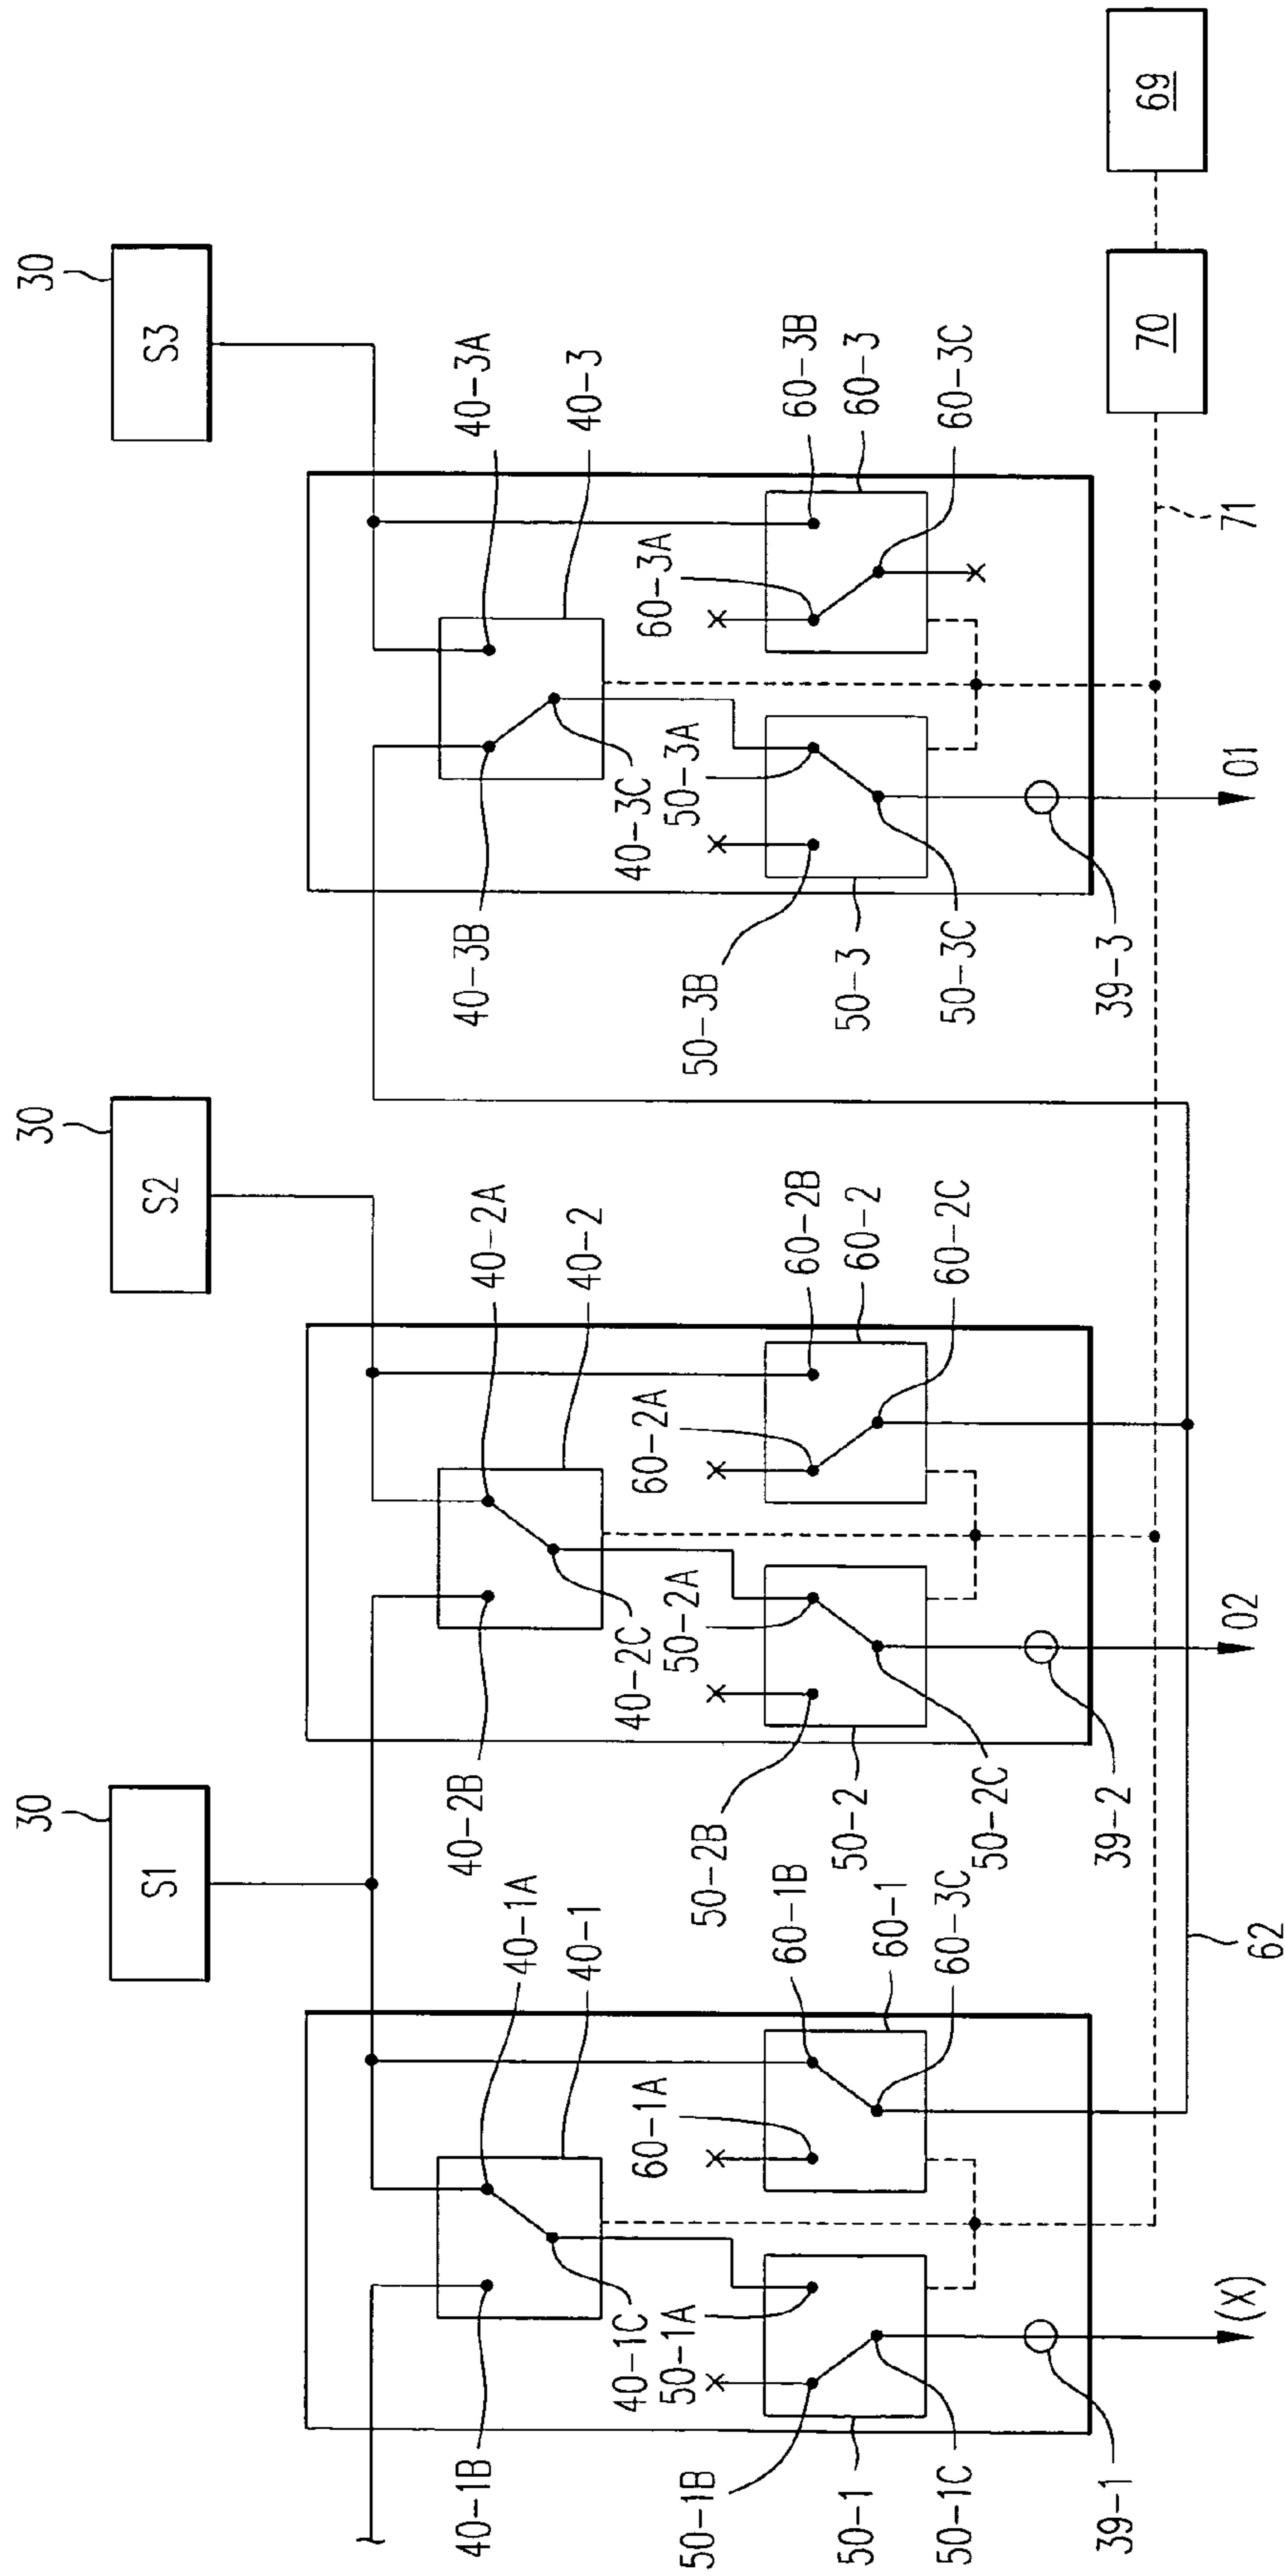 30
S1
30
S2
30
S3
40-1B
40-1A
40-1
40-1C
50-1A
60-1A
50-1B
50-1
50-1C
60-1B
60-1
60-3C
39-1
(X)
40-2B
40-2A
40-2
40-2C
50-2A
60-2A
50-2B
50-2
50-2C
60-2B
60-2
60-2C
39-2
02
62
40-3B
40-3A
40-3
40-3C
50-3A
60-3A
50-3B
50-3
50-3C
60-3B
60-3
60-3C
39-3
01
71
70
69